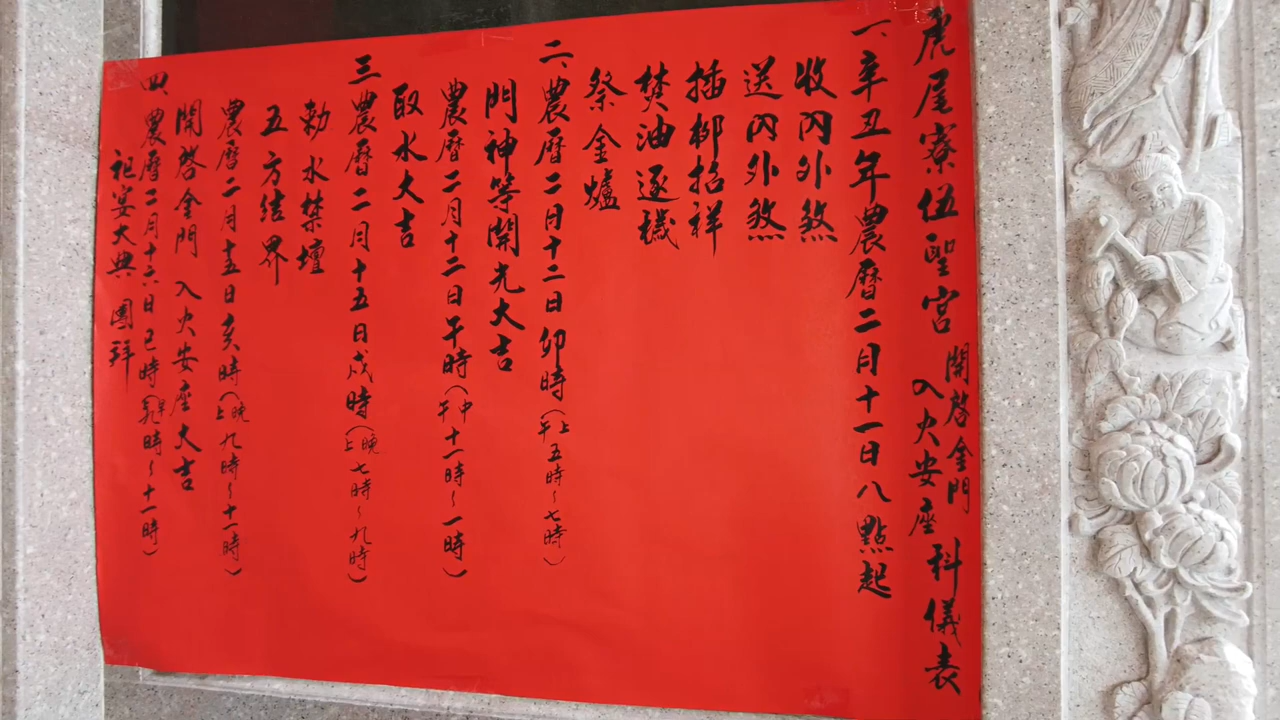 虎尾寮伍聖宮 開啓金門 入火安座 科儀表
一、辛丑年農曆二月十一日八點起
收內外煞
送內外煞
插柳招祥
焚油逐穢
祭金爐
二、農曆二月十二日卯時（上午五時～七時）
門神等開光大吉
農曆二月十二日午時（中午十一時～一時）
取水大吉
三、農曆二月十五日戌時（晚上七時～九時）
勅水禁壇
五方結界
農曆二月十五日亥時（晚上九時～十一時）
開啓金門 入火安座大吉
四、農曆二月十六日巳時（早九時～十一時）
祀宴大典 團拜